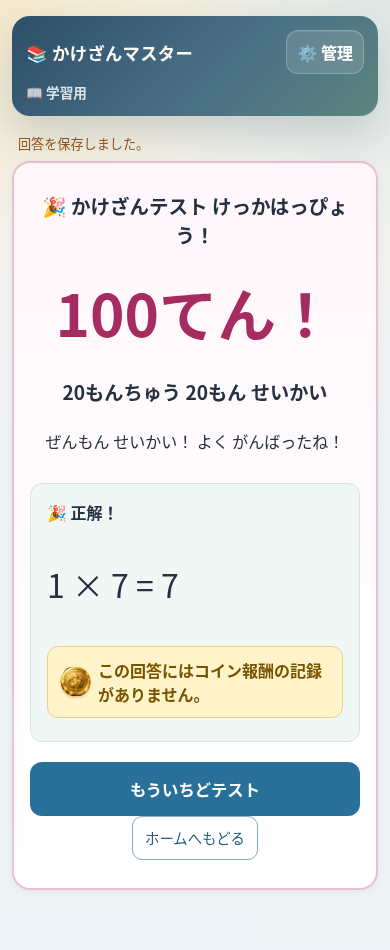 📚 かけざんマスター
⚙️ 管理
📖 学習用
回答を保存しました。
🎉 かけざんテスト けっかはっぴょ
う！
100てん！
20もんちゅう 20もん せいかい
ぜんもん せいかい！ よく がんばったね！
🎉 正解！
1 × 7 = 7
この回答にはコイン報酬の記録
がありません。
もういちどテスト
ホームへもどる